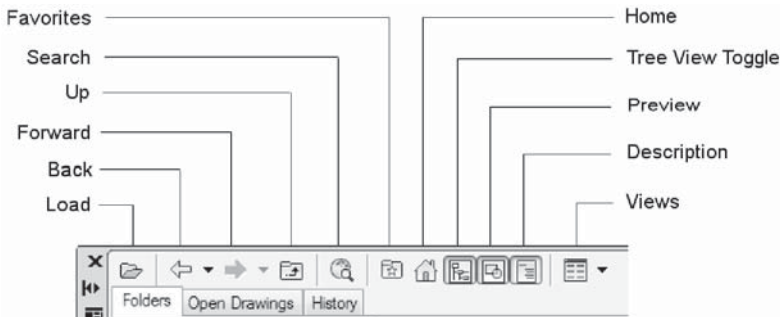 Favorites
Search
Up
Forward
Back
Load
Home
Tree View Toggle
Preview
Description
Views
Folders Open Drawings History